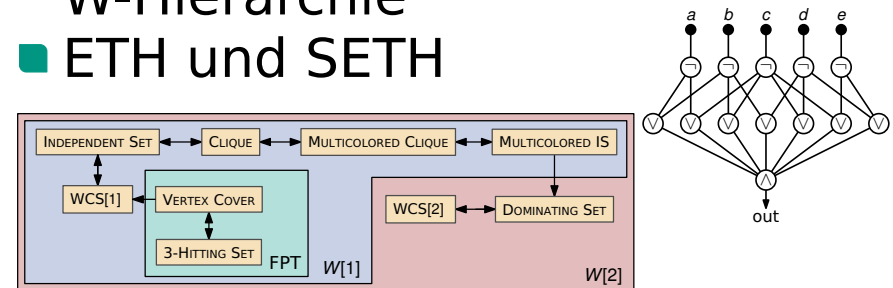 W-Hierarchie
ETH und SETH
INDEPENDENT SET
CLIQUE
MULTICOLORED CLIQUE
MULTICOLORED IS
WCS[1]
VERTEX COVER
WCS[2]
DOMINATING SET
3-HITTING SET
FPT
W[1]
W[2]
a b c d e
¬ ¬ ¬ ¬ ¬
∨ ∨ ∨ ∨ ∨ ∨ ∨
∧
out